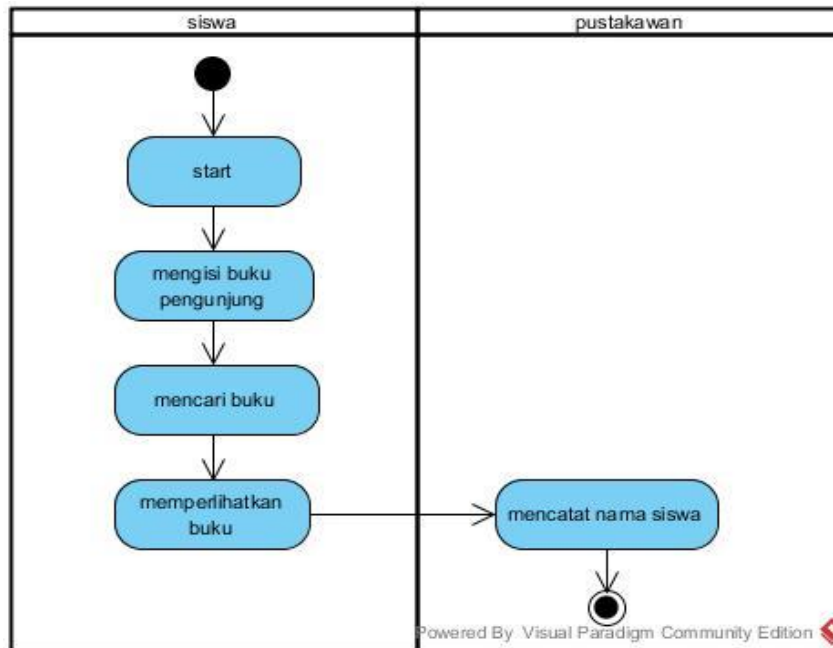 siswa
pustakawan
start
mengisi buku
pengunjung
mencari buku
memperlihatkan
buku
mencatat nama siswa
Powered By Visual Paradigm Community Edition